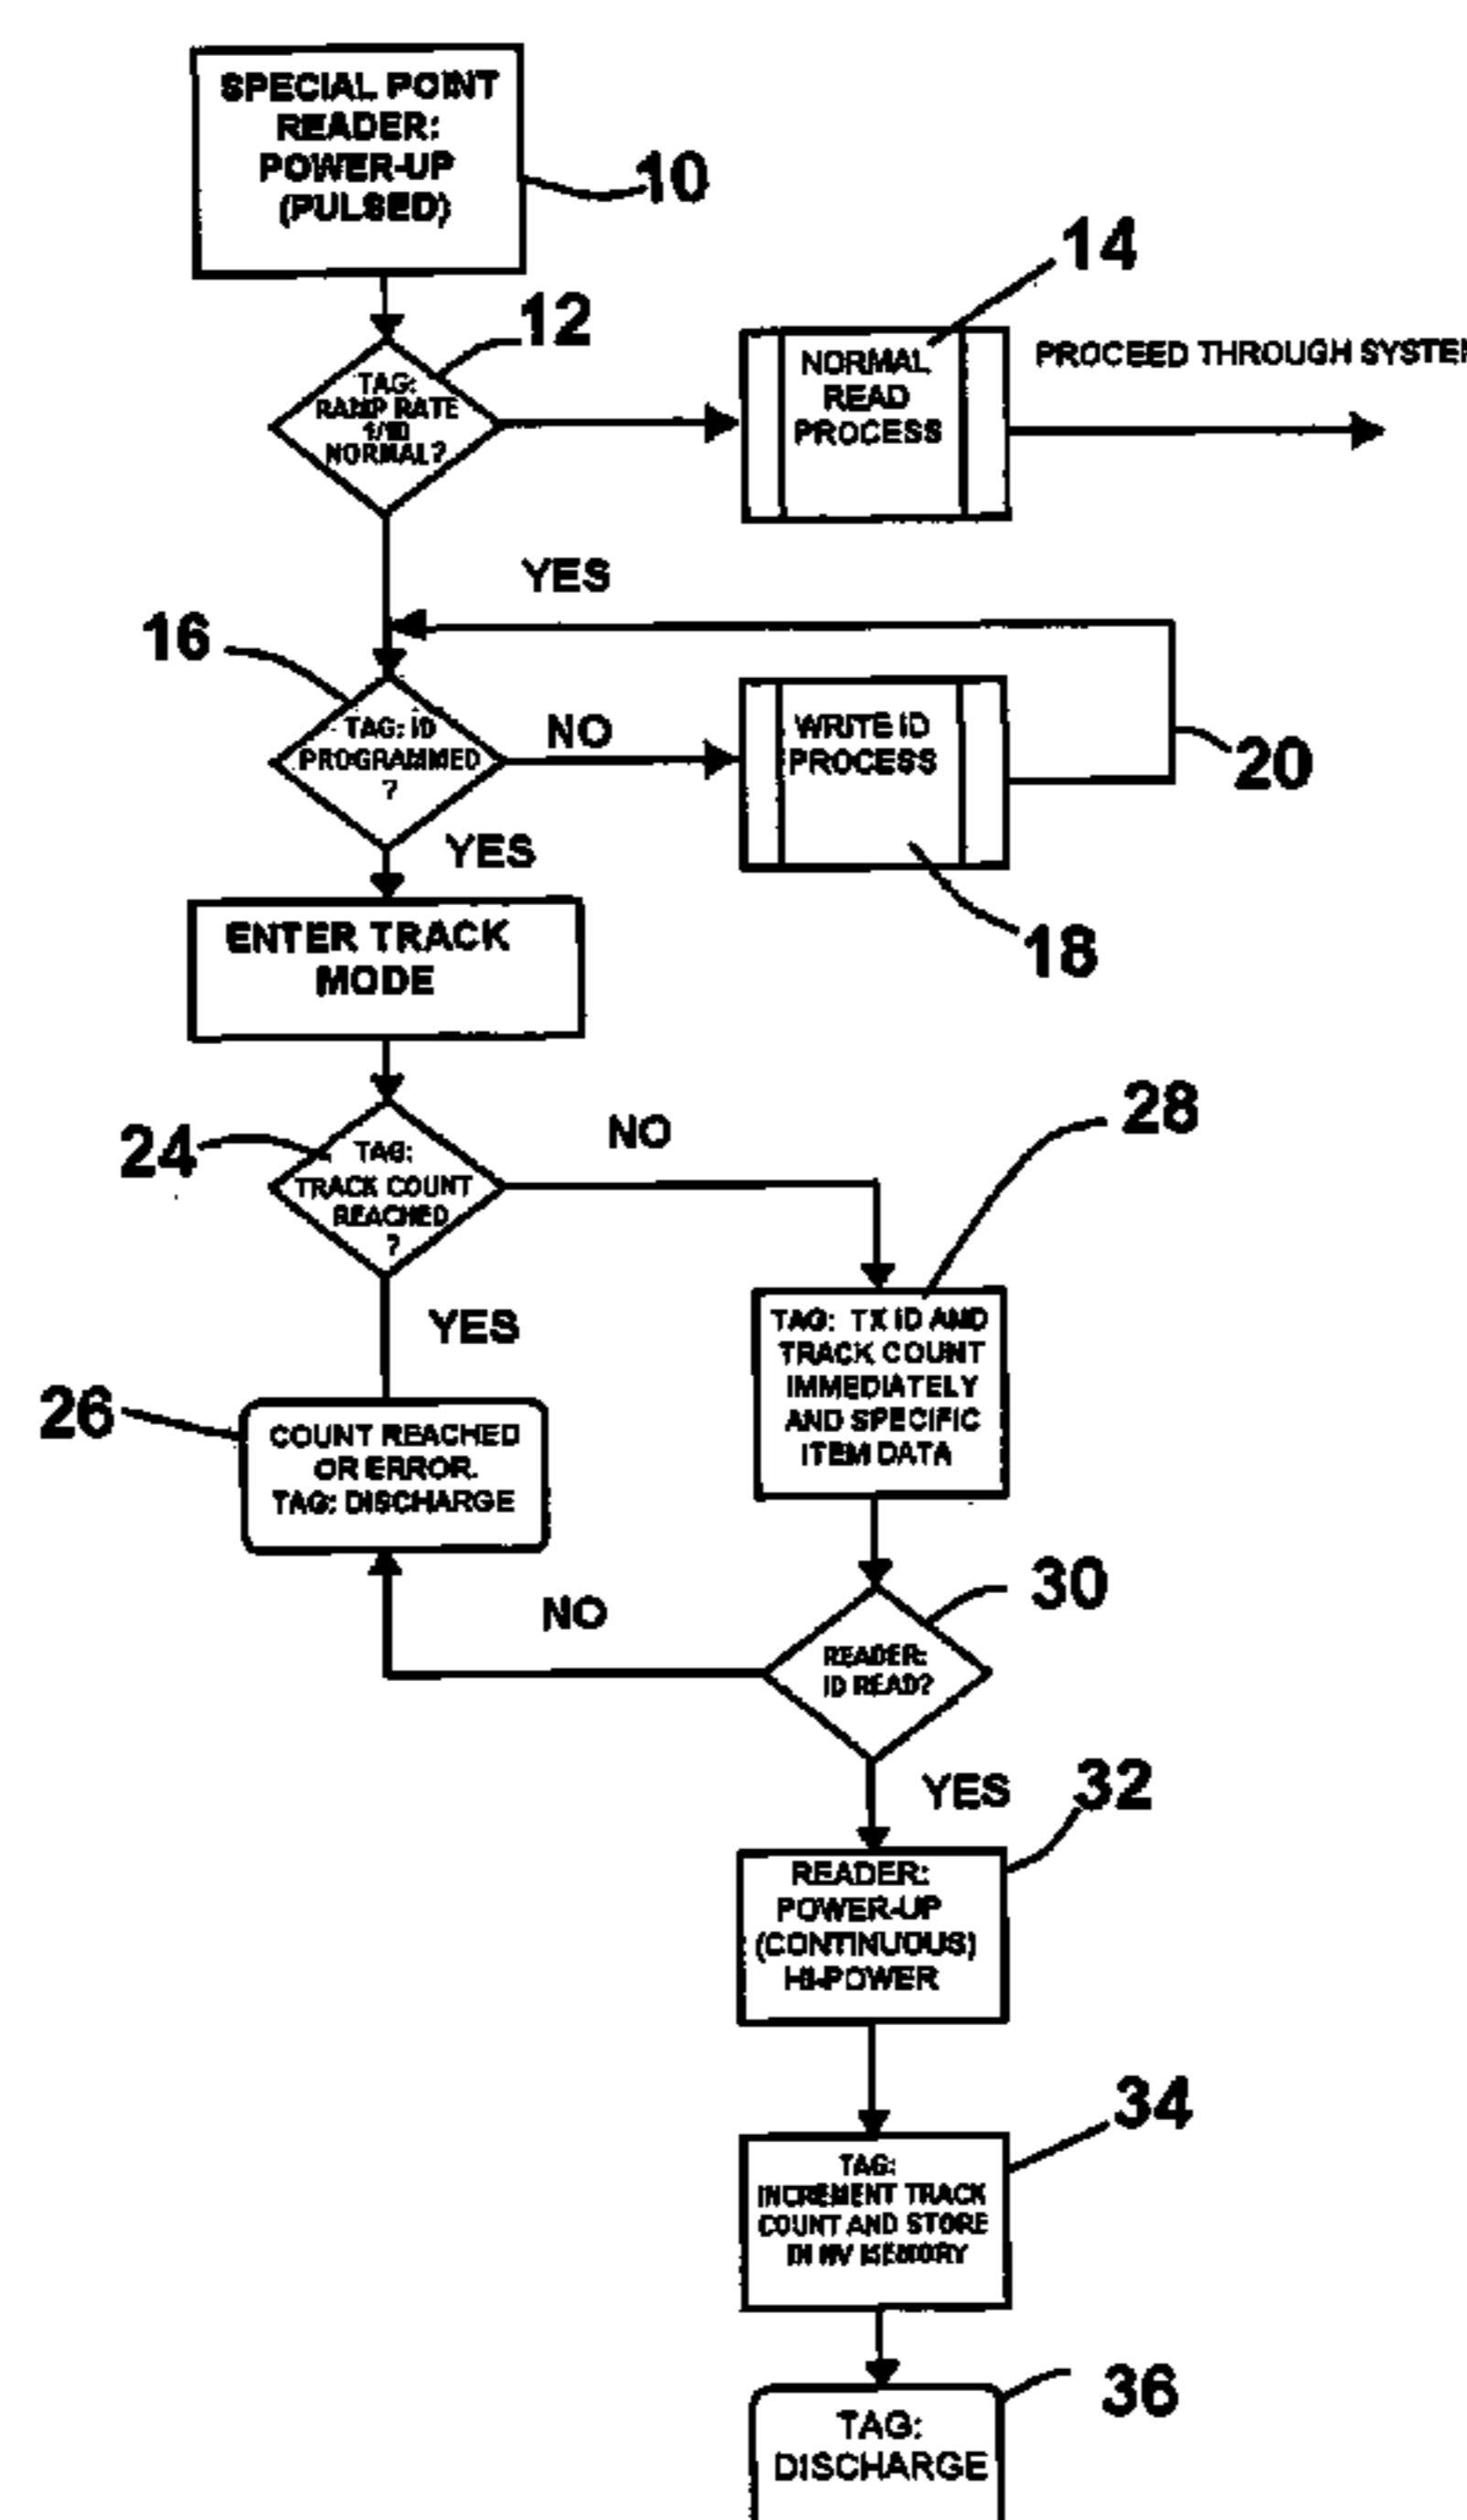 SPECIAL POINT
READER:
POWER-UP
(PULSED)
10
12
14
TAG:
RAMP RATE
1/10
NORMAL?
NORMAL
READ
PROCESS
PROCEED THROUGH SYSTEM
YES
16
TAG: ID
PROGRAMMED
?
NO
WRITE ID
PROCESS
20
YES
18
ENTER TRACK
MODE
24
TAG:
TRACK COUNT
REACHED
?
NO
28
YES
TAG: TX ID AND
TRACK COUNT
IMMEDIATELY
AND SPECIFIC
ITEM DATA
26
COUNT REACHED
OR ERROR.
TAG: DISCHARGE
NO
30
READER:
ID READ?
YES
32
READER:
POWER-UP
(CONTINUOUS)
HI-POWER
34
TAG:
INCREMENT TRACK
COUNT AND STORE
IN NV MEMORY
36
TAG:
DISCHARGE